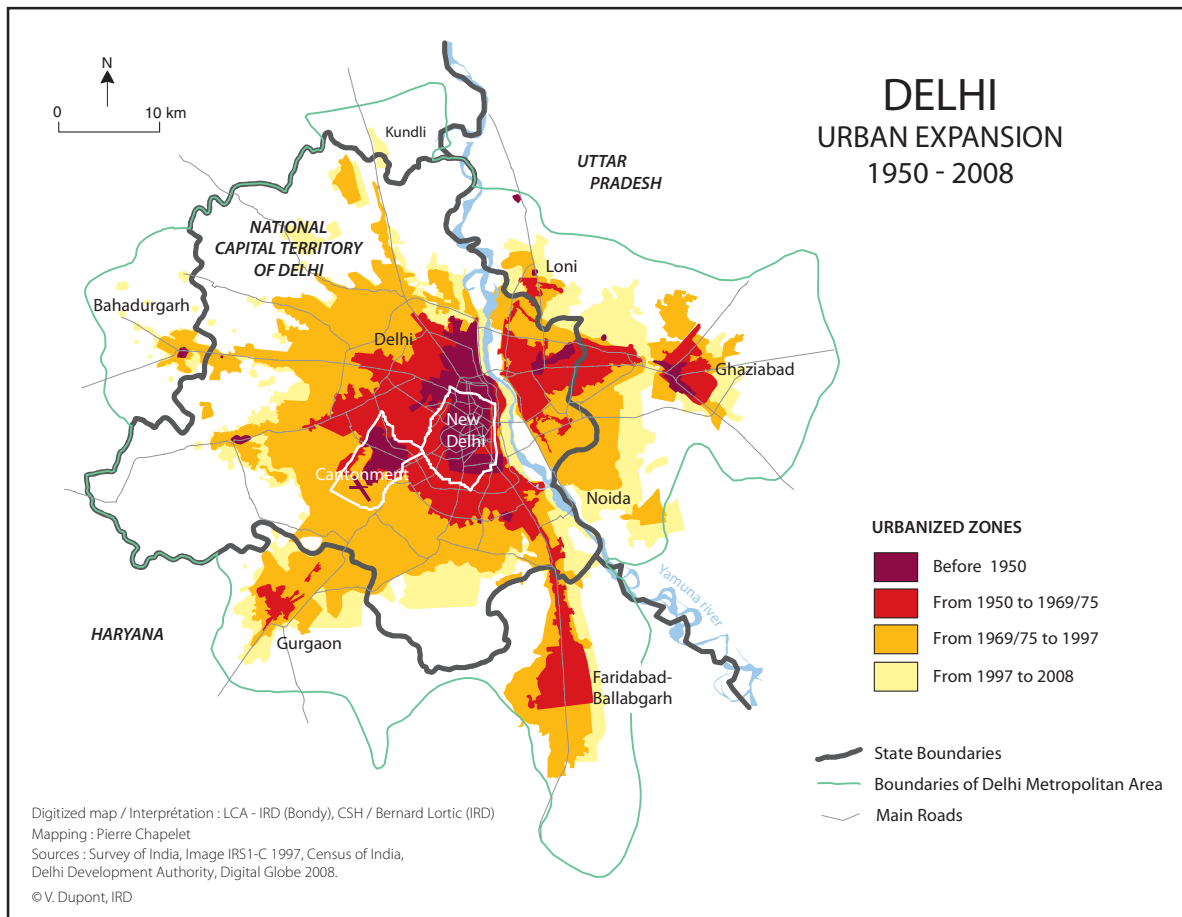 DELHI
URBAN EXPANSION
1950 - 2008
N
0 10 km
Kundli
UTTAR
PRADESH
NATIONAL
CAPITAL TERRITORY
OF DELHI
Loni
Bahadurgarh
Delhi
Ghaziabad
New
Delhi
Cantonment
Noida
Yamuna river
HARYANA
Gurgaon
Faridabad-
Ballabgarh
URBANIZED ZONES
Before 1950
From 1950 to 1969/75
From 1969/75 to 1997
From 1997 to 2008
State Boundaries
Boundaries of Delhi Metropolitan Area
Main Roads
Digitized map / Interprétation : LCA - IRD (Bondy), CSH / Bernard Lortic (IRD)
Mapping : Pierre Chapelet
Sources : Survey of India, Image IRS1-C 1997, Census of India,
Delhi Development Authority, Digital Globe 2008.
© V. Dupont, IRD